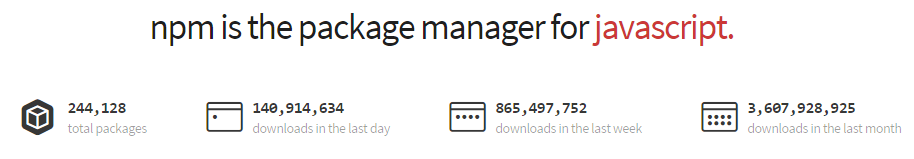 npm is the package manager for javascript.
244,128 140,914,634 865,497,752 3,607,928,925
total packages downloads in the last day downloads in the last week downloads in the last month